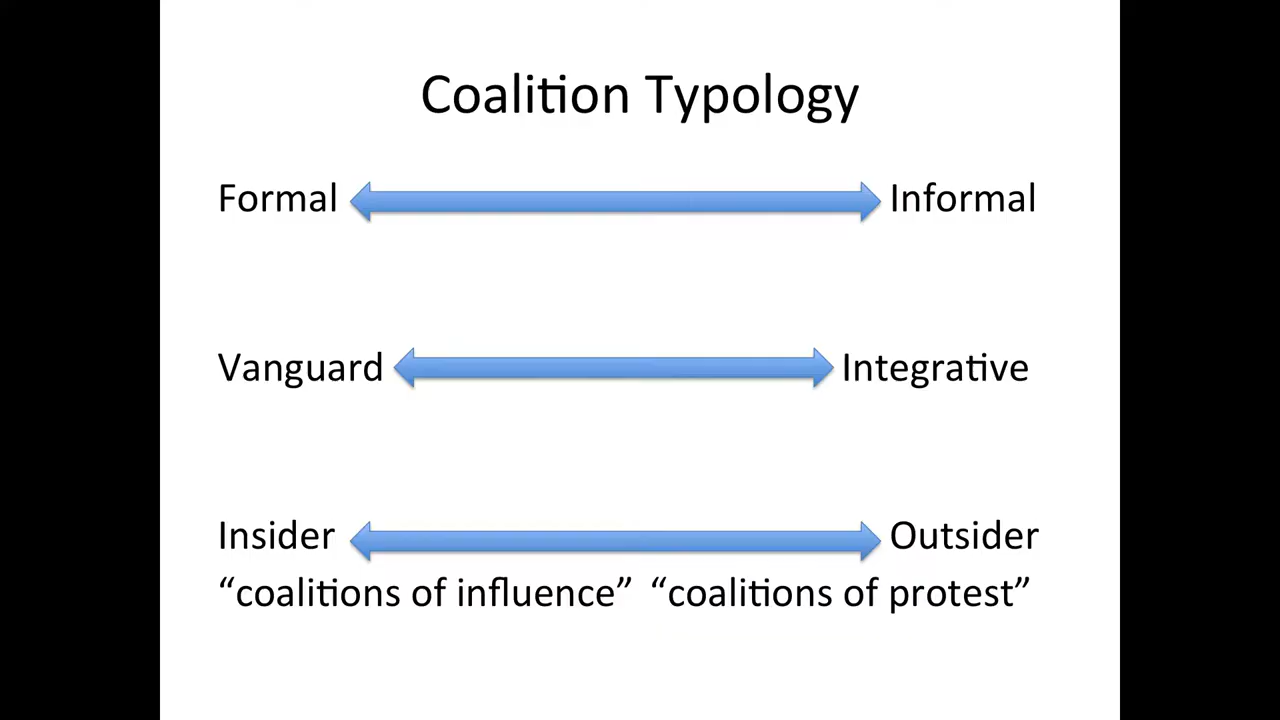 Coalition Typology
Formal Informal
Vanguard Integrative
Insider Outsider
“coalitions of influence” “coalitions of protest”